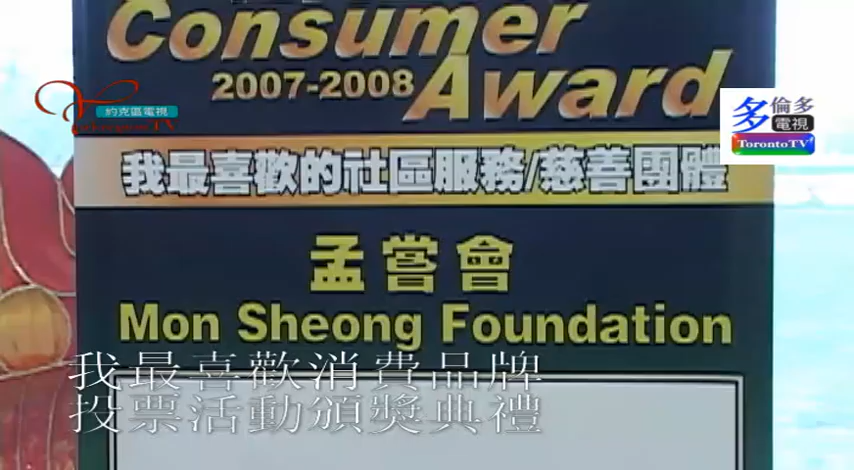 Consumer
2007-2008 Award
約克區電視
多倫多
電視
TorontoTV
我最喜歡的社區服務/慈善團體
孟嘗會
Mon Sheong Foundation
我最喜歡消費品牌
投票活動頒獎典禮